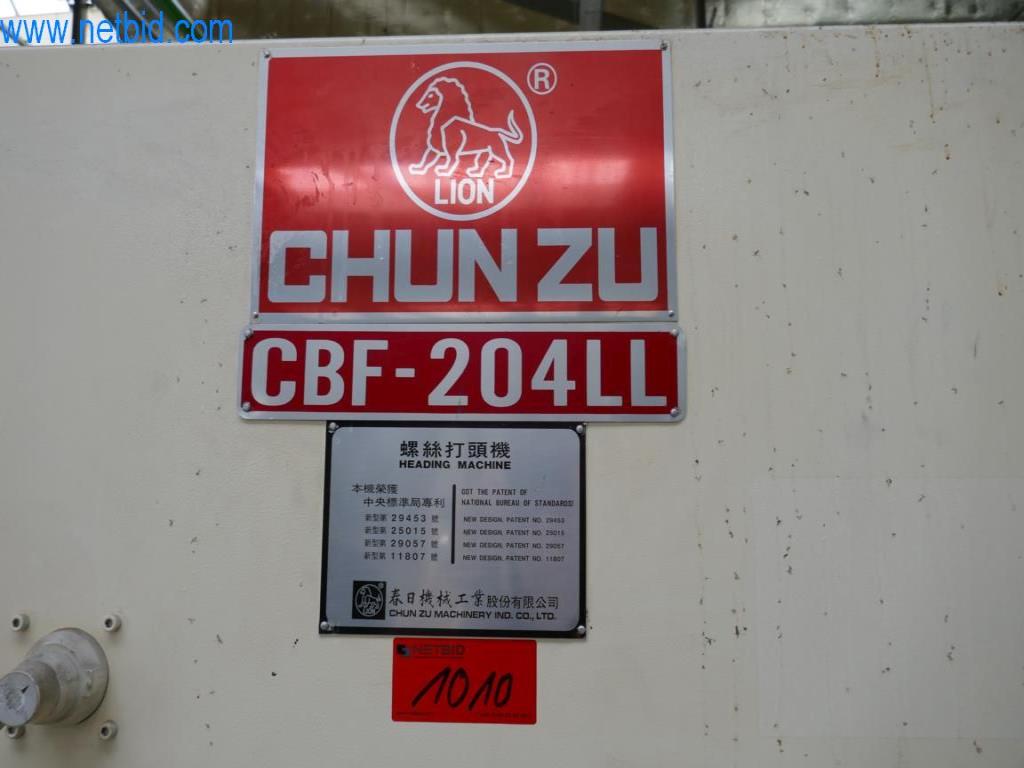 www.netbid.com
®
LION
CHUN ZU
CBF-204LL
螺絲打頭機
HEADING MACHINE
本機榮獲
中央標準局專利
新型第 29453 號
新型第 25015 號
新型第 29057 號
新型第 11807 號
GOT THE PATENT OF
NATIONAL BUREAU OF STANDARDS:
NEW DESIGN, PATENT NO. 29453
NEW DESIGN, PATENT NO. 25015
NEW DESIGN, PATENT NO. 29057
NEW DESIGN, PATENT NO. 11807
春日機械工業股份有限公司
CHUN ZU MACHINERY IND. CO., LTD.
NETBID
1010